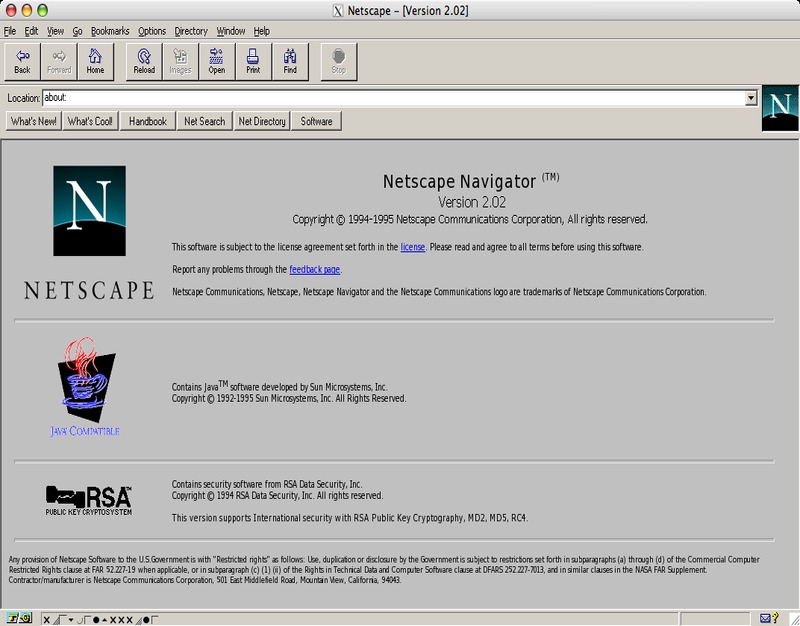 Netscape – [Version 2.02]
File Edit View Go Bookmarks Options Directory Window Help
Back Forward Home Reload Images Open Print Find Stop
Location: about:
What's New! What's Cool! Handbook Net Search Net Directory Software
N
N
NETSCAPE
Netscape Navigator (TM)
Version 2.02
Copyright © 1994-1995 Netscape Communications Corporation, All rights reserved.
This software is subject to the license agreement set forth in the license. Please read and agree to all terms before using this software.
Report any problems through the feedback page.
Netscape Communications, Netscape, Netscape Navigator and the Netscape Communications logo are trademarks of Netscape Communications Corporation.
JAVA COMPATIBLE
Contains Java™ software developed by Sun Microsystems, Inc.
Copyright © 1992-1995 Sun Microsystems, Inc. All Rights Reserved.
RSA™
PUBLIC KEY CRYPTOSYSTEM
Contains security software from RSA Data Security, Inc.
Copyright © 1994 RSA Data Security, Inc. All rights reserved.
This version supports International security with RSA Public Key Cryptography, MD2, MD5, RC4.
Any provision of Netscape Software to the U.S.Government is with "Restricted rights" as follows: Use, duplication or disclosure by the Government is subject to restrictions set forth in subparagraphs (a) through (d) of the Commercial Computer
Restricted Rights clause at FAR 52.227-19 when applicable, or in subparagraph (c) (1) (ii) of the Rights in Technical Data and Computer Software clause at DFARS 252.227-7013, and in similar clauses in the NASA FAR Supplement.
Contractor/manufacturer is Netscape Communications Corporation, 501 East Middlefield Road, Mountain View, California, 94043.